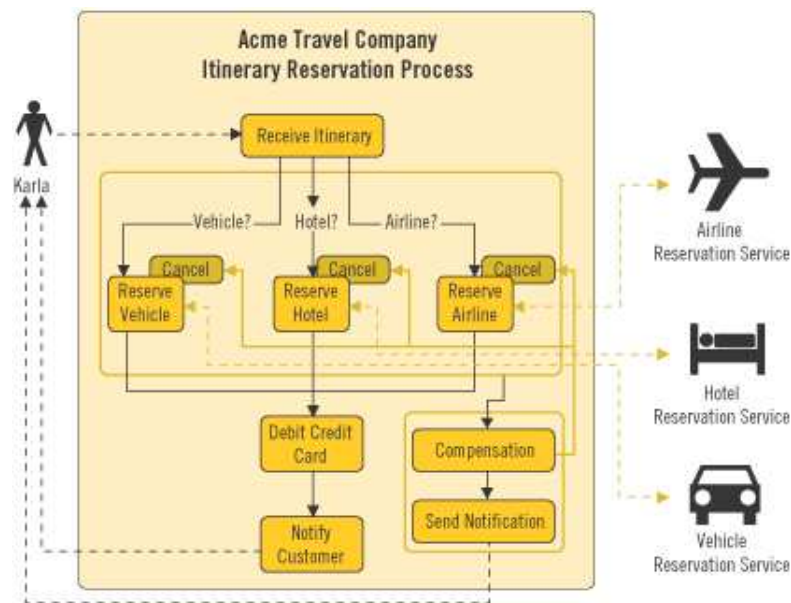 Acme Travel Company
Itinerary Reservation Process
Receive Itinerary
Karla
Vehicle?
Hotel?
Airline?
Cancel
Cancel
Cancel
Reserve
Vehicle
Reserve
Hotel
Reserve
Airline
Airline
Reservation Service
Hotel
Reservation Service
Debit Credit
Card
Compensation
Notify
Customer
Send Notification
Vehicle
Reservation Service